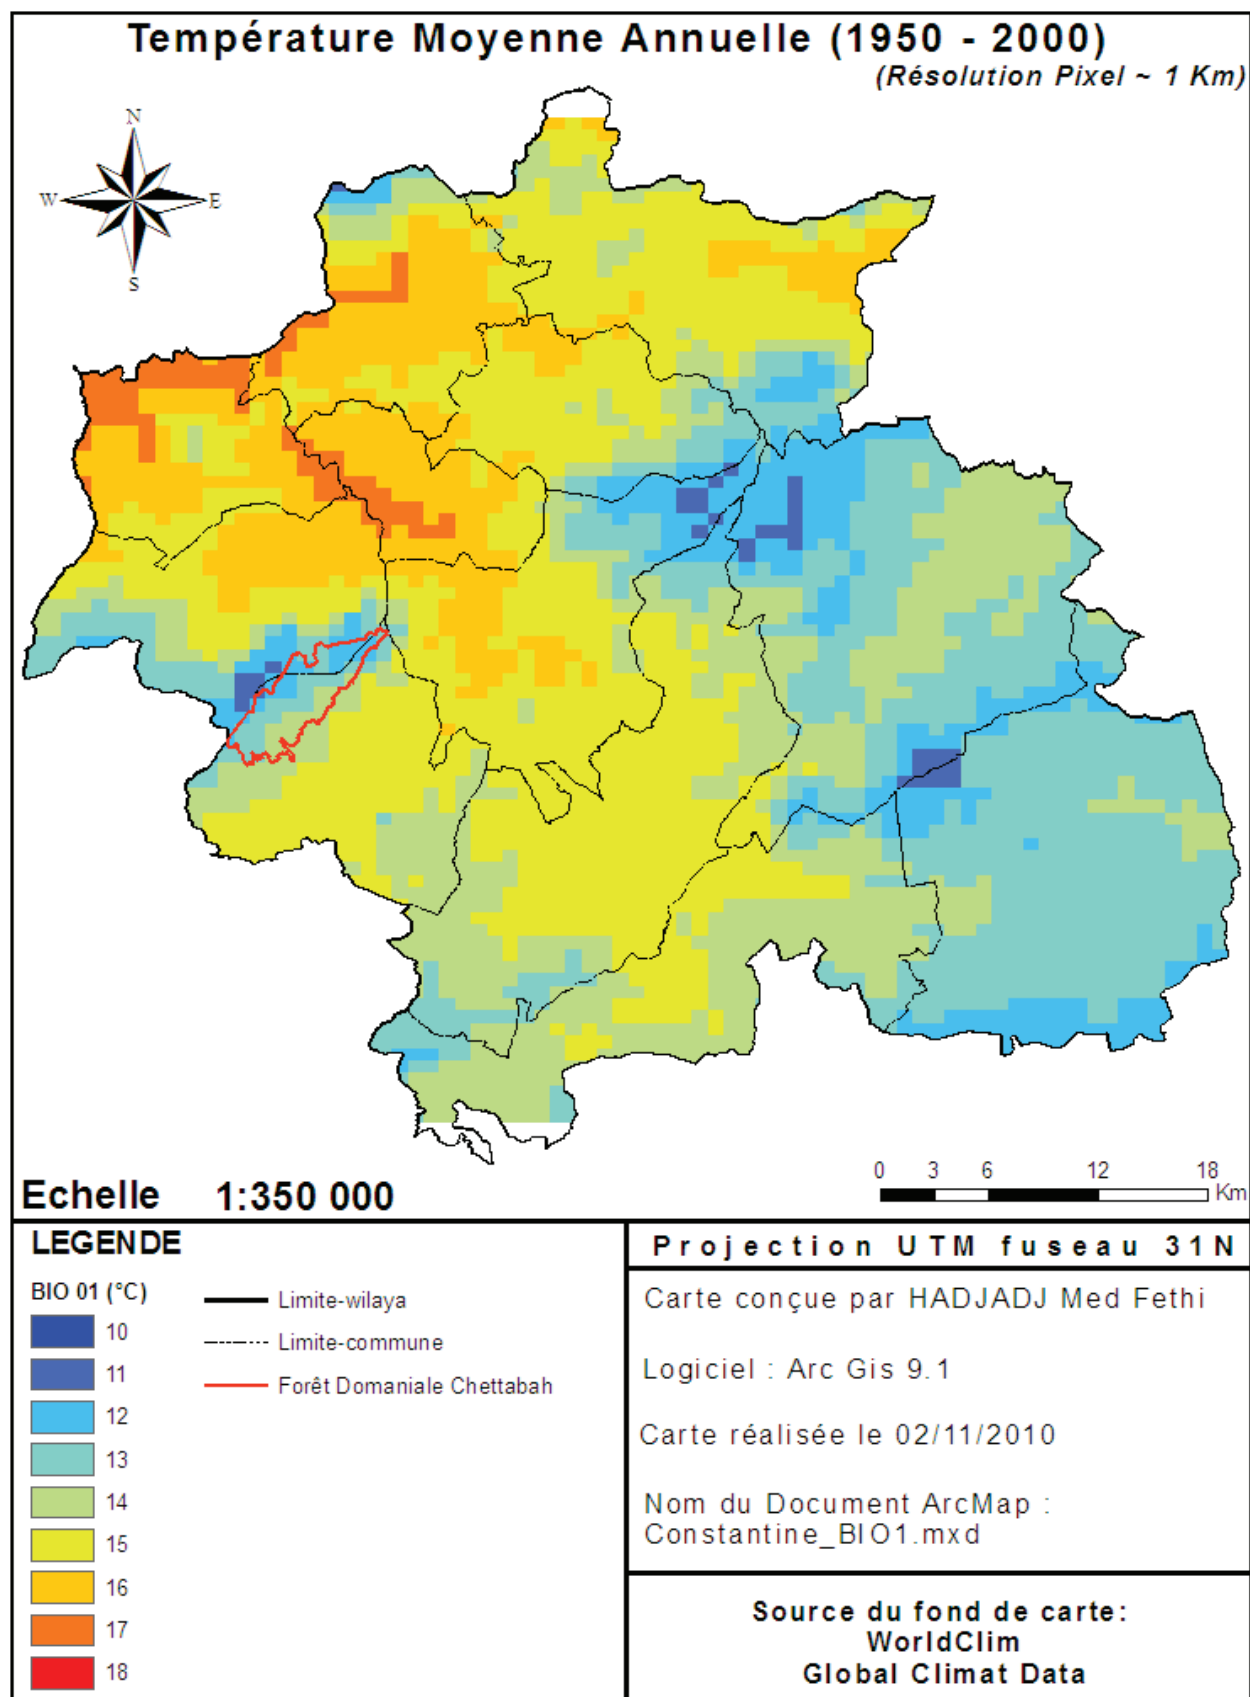 Température Moyenne Annuelle (1950 - 2000)
(Résolution Pixel ~ 1 Km)
N
W
E
S
0 3 6 12 18
Km
Echelle 1:350 000
LEGENDE
BIO 01 (°C)
10
11
12
13
14
15
16
17
18
Limite-wilaya
Limite-commune
Forêt Domaniale Chettabah
Projection UTM fuseau 31N
Carte conçue par HADJADJ Med Fethi
Logiciel : Arc Gis 9.1
Carte réalisée le 02/11/2010
Nom du Document ArcMap :
Constantine_BIO1.mxd
Source du fond de carte:
WorldClim
Global Climat Data